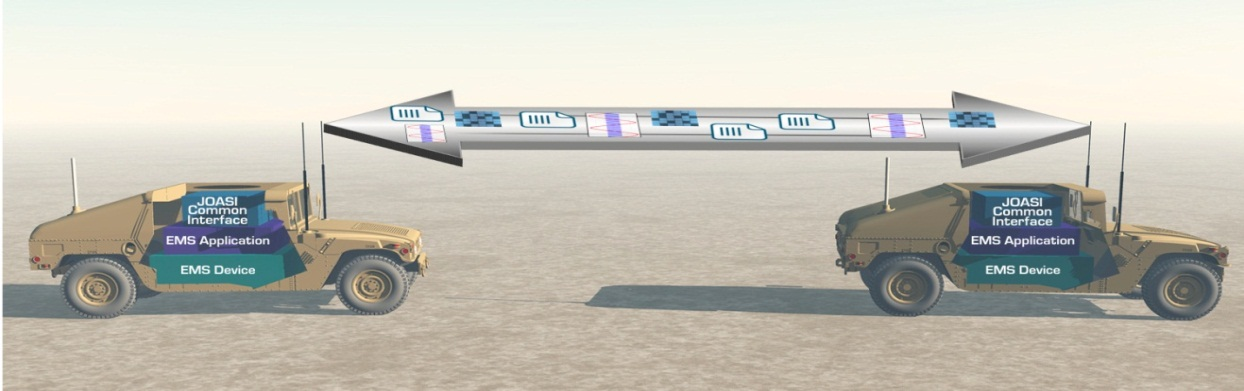 JOASI
Common
Interface
EMS Application
EMS Device
JOASI
Common
Interface
EMS Application
EMS Device